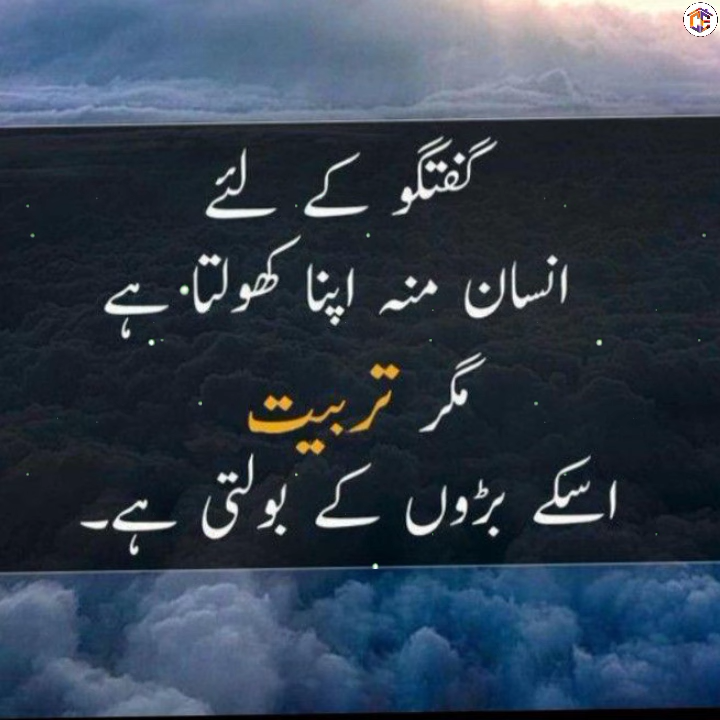 گفتگو کے لئے
انسان منہ اپنا کھولتا ہے
مگر تربیت
اسکے بڑوں کے بولتی ہے۔